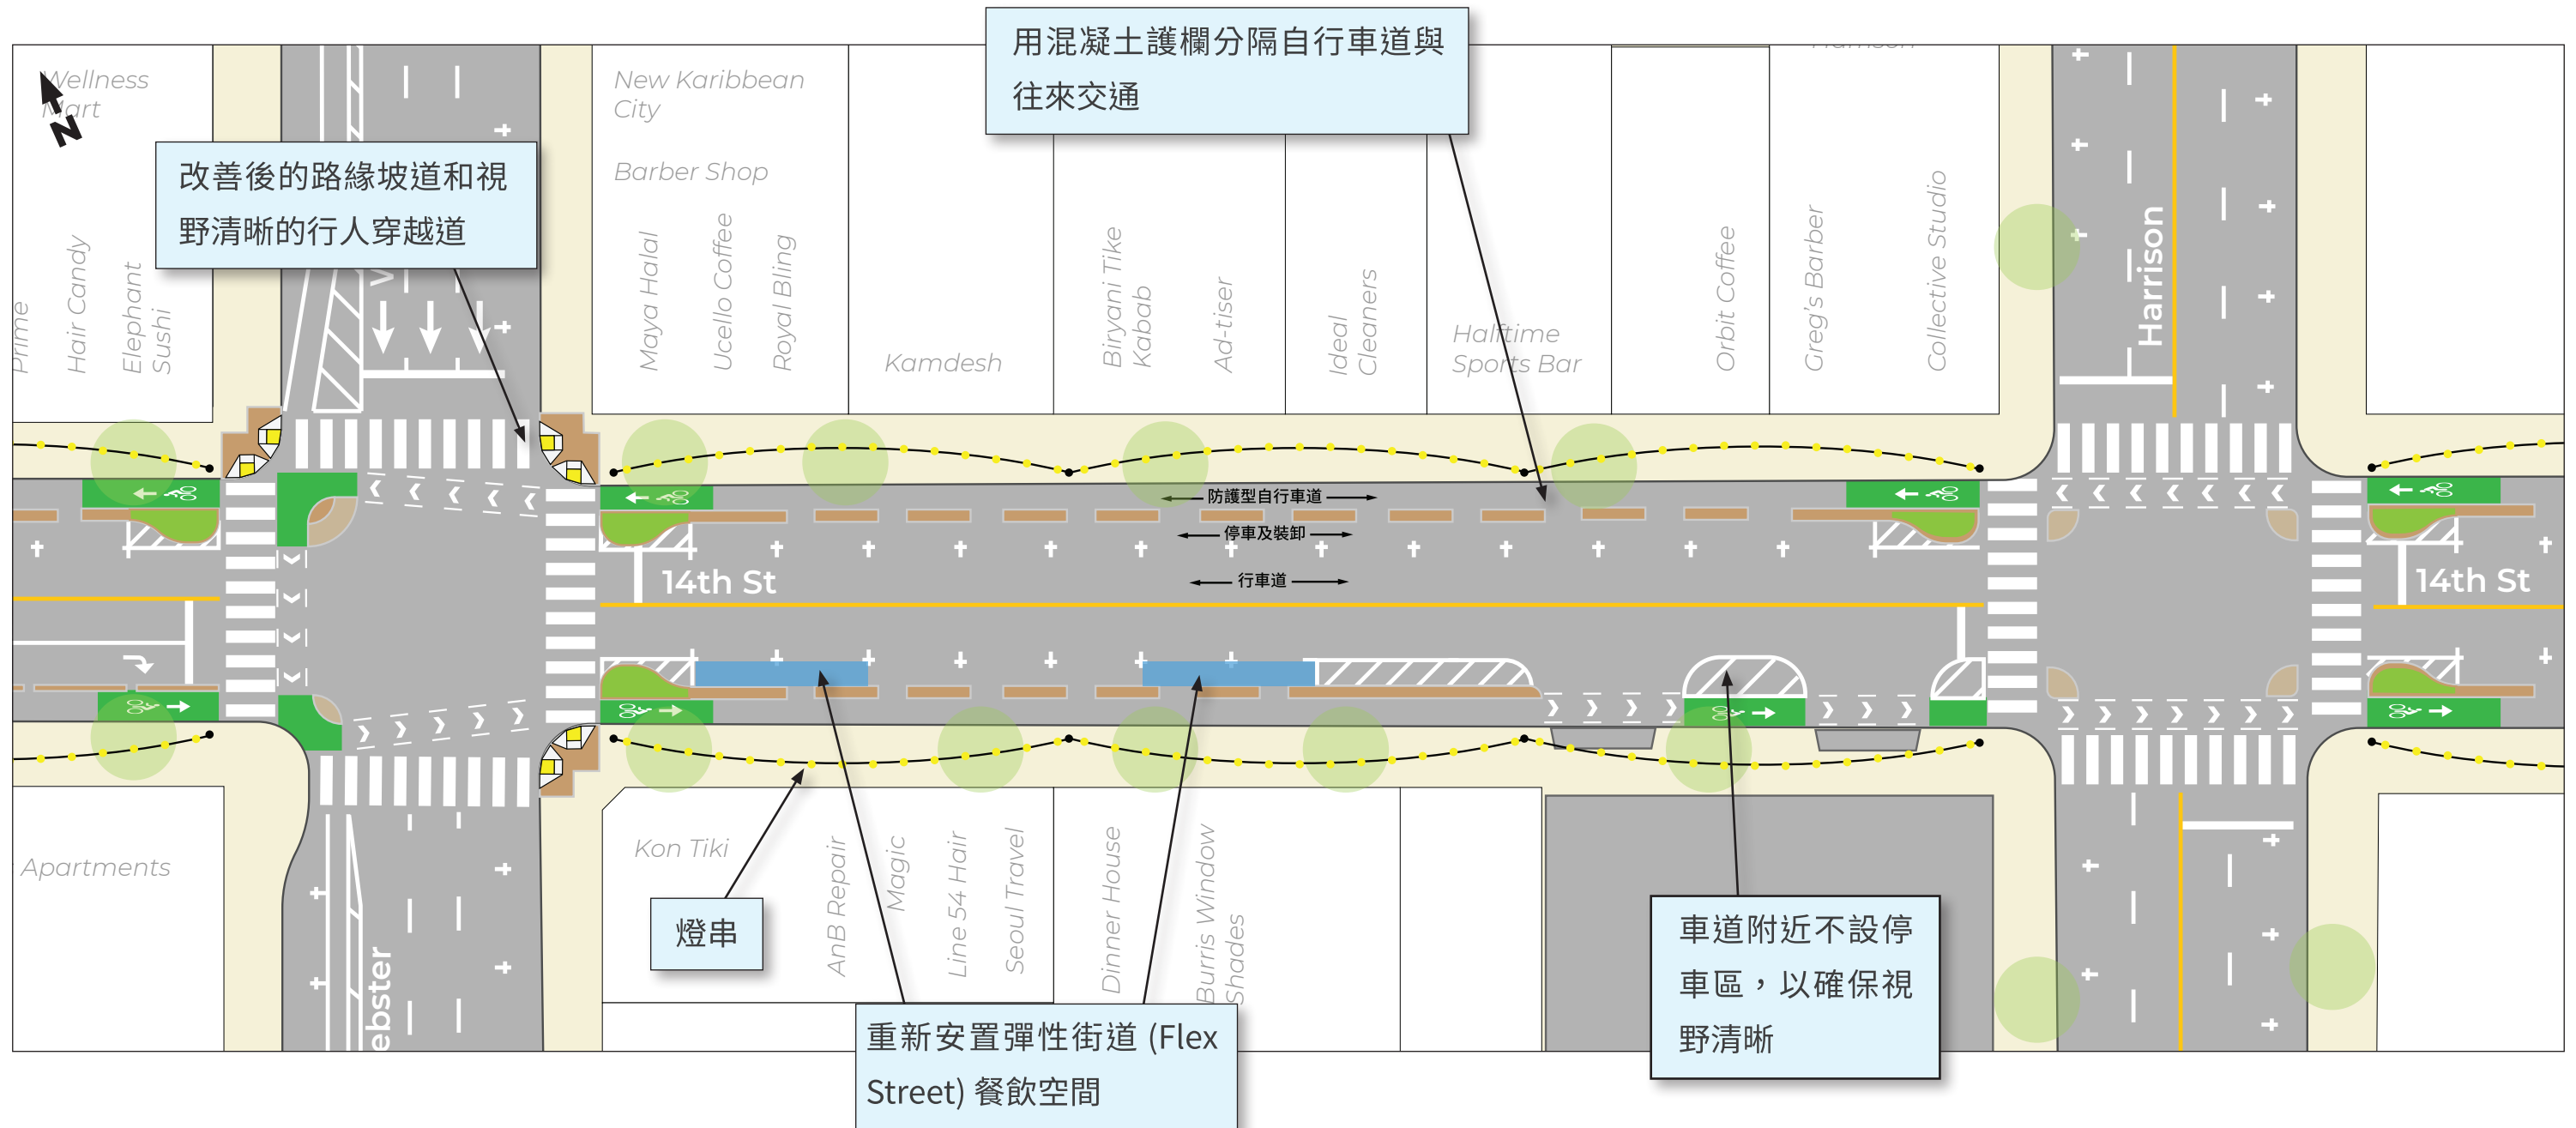 用混凝土護欄分隔自行車道與
往來交通
Wellness
Mart
N
改善後的路緣坡道和視
野清晰的行人穿越道
New Karibbean
City
Barber Shop
Prime
Hair Candy
Elephant
Sushi
Maya Halal
Ucello Coffee
Royal Bling
Kamdesh
Biryani Tike
Kabab
Ad-tiser
Ideal
Cleaners
Halftime
Sports Bar
Orbit Coffee
Greg's Barber
Collective Studio
Harrison
防護型自行車道
停車及裝卸
行車道
14th St
14th St
Apartments
ebster
Kon Tiki
AnB Repair
Magic
Line 54 Hair
Seoul Travel
Dinner House
Burris Window
Shades
燈串
重新安置彈性街道 (Flex
Street) 餐飲空間
車道附近不設停
車區，以確保視
野清晰